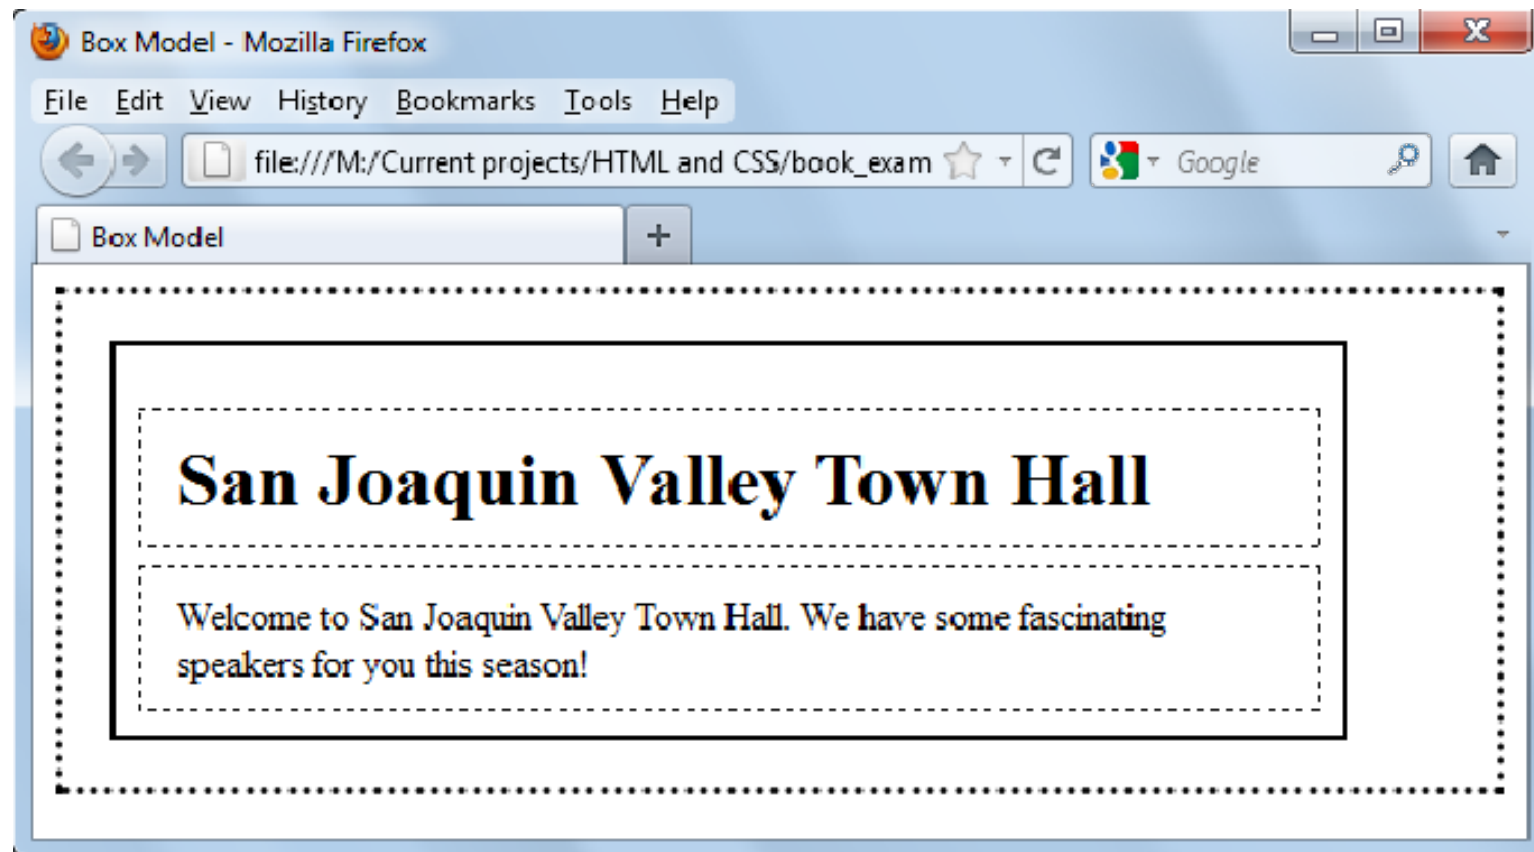 Box Model - Mozilla Firefox
File Edit View History Bookmarks Tools Help
file:///M:/Current projects/HTML and CSS/book_exam
Google
Box Model
San Joaquin Valley Town Hall
Welcome to San Joaquin Valley Town Hall. We have some fascinating
speakers for you this season!